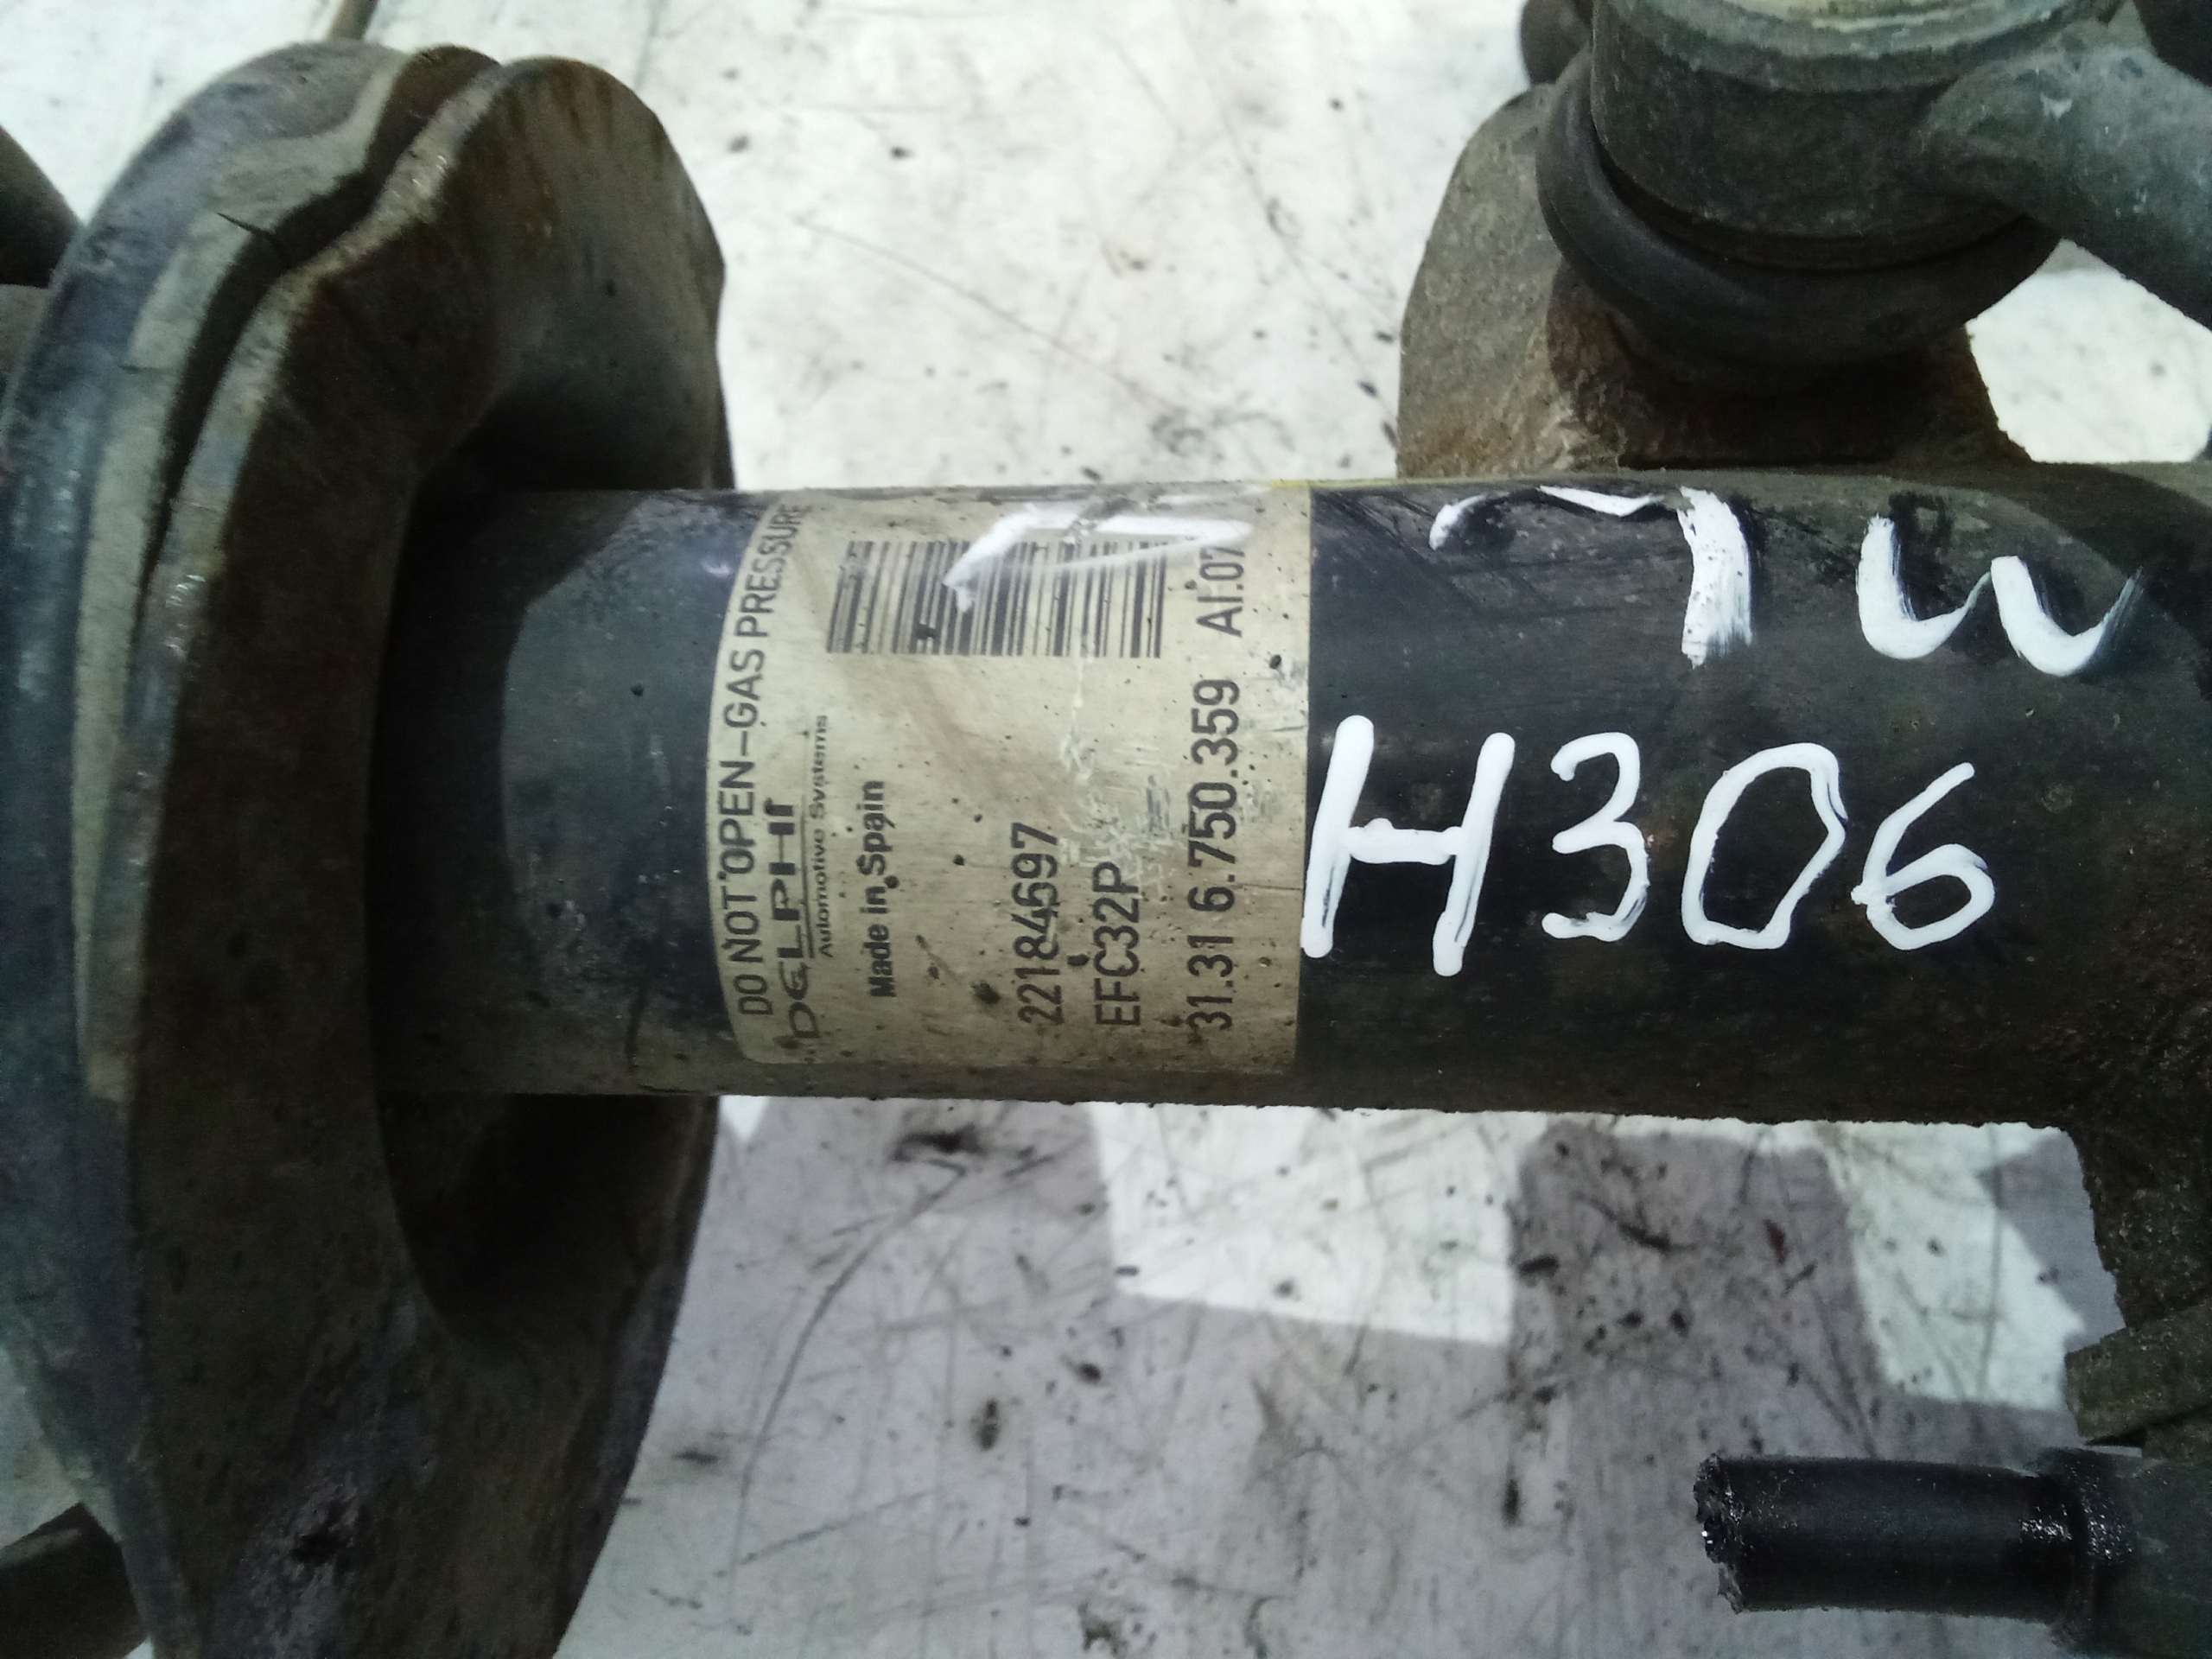 DO NOT OPEN-GAS PRESSURE
DELPHI
Automotive Systems
Made in Spain
22184697
EFC32P
31.31 6.750.359 AI.07
H306